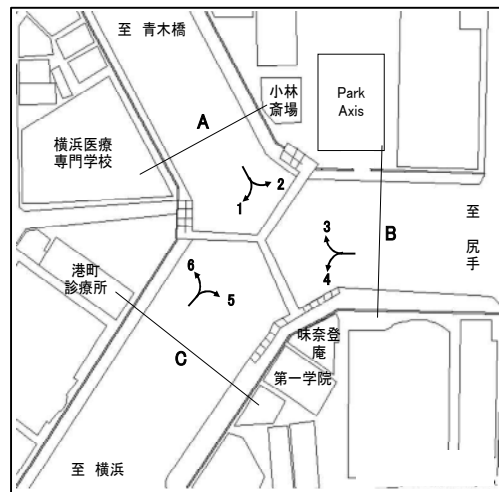 至 青木橋
小林
斎場
Park
Axis
A
横浜医療
専門学校
2
1
至
尻手
B
3
4
6
5
港町
診療所
C
味奈登
庵
第一学院
至 横浜